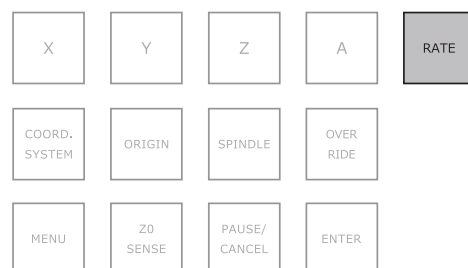 X Y Z A RATE
COORD. SYSTEM ORIGIN SPINDLE OVER RIDE
MENU Z0 SENSE PAUSE/ CANCEL ENTER